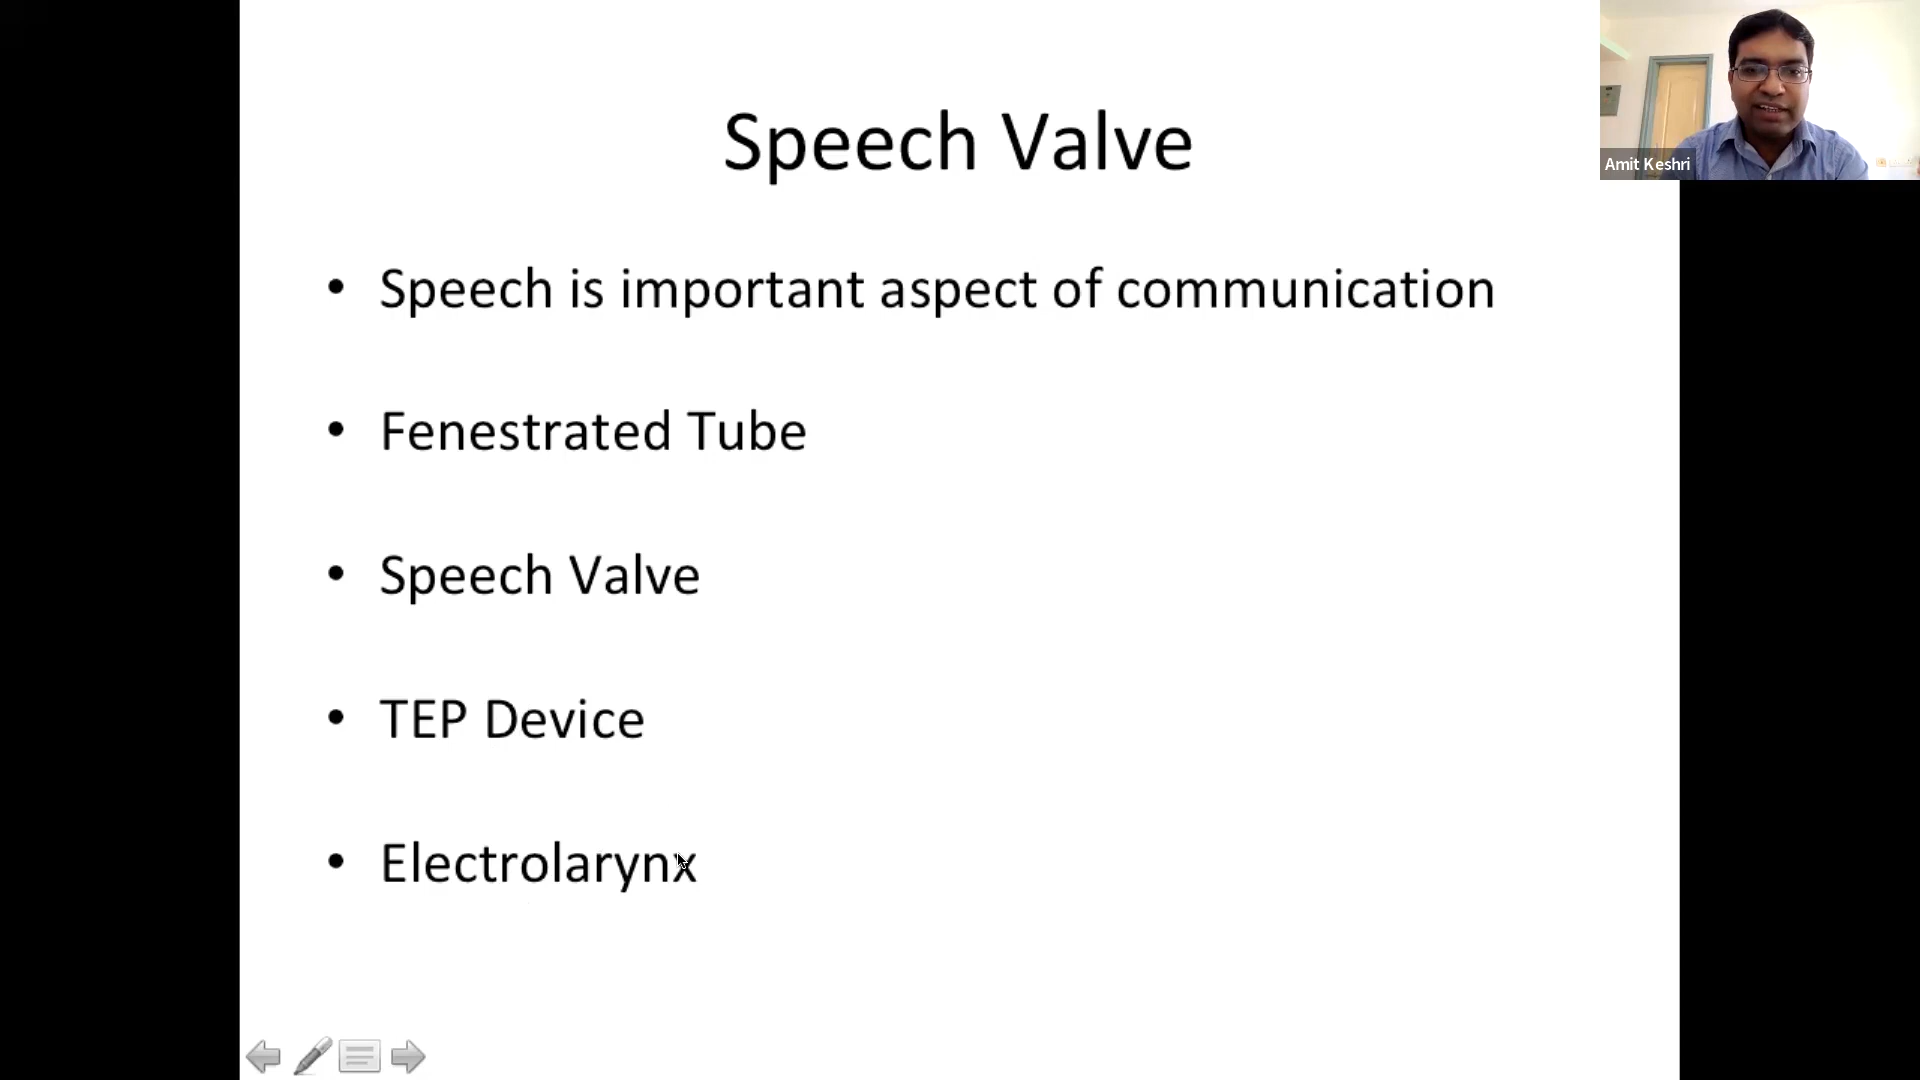 Speech Valve
Amit Keshri
• Speech is important aspect of communication
• Fenestrated Tube
• Speech Valve
• TEP Device
• Electrolarynx